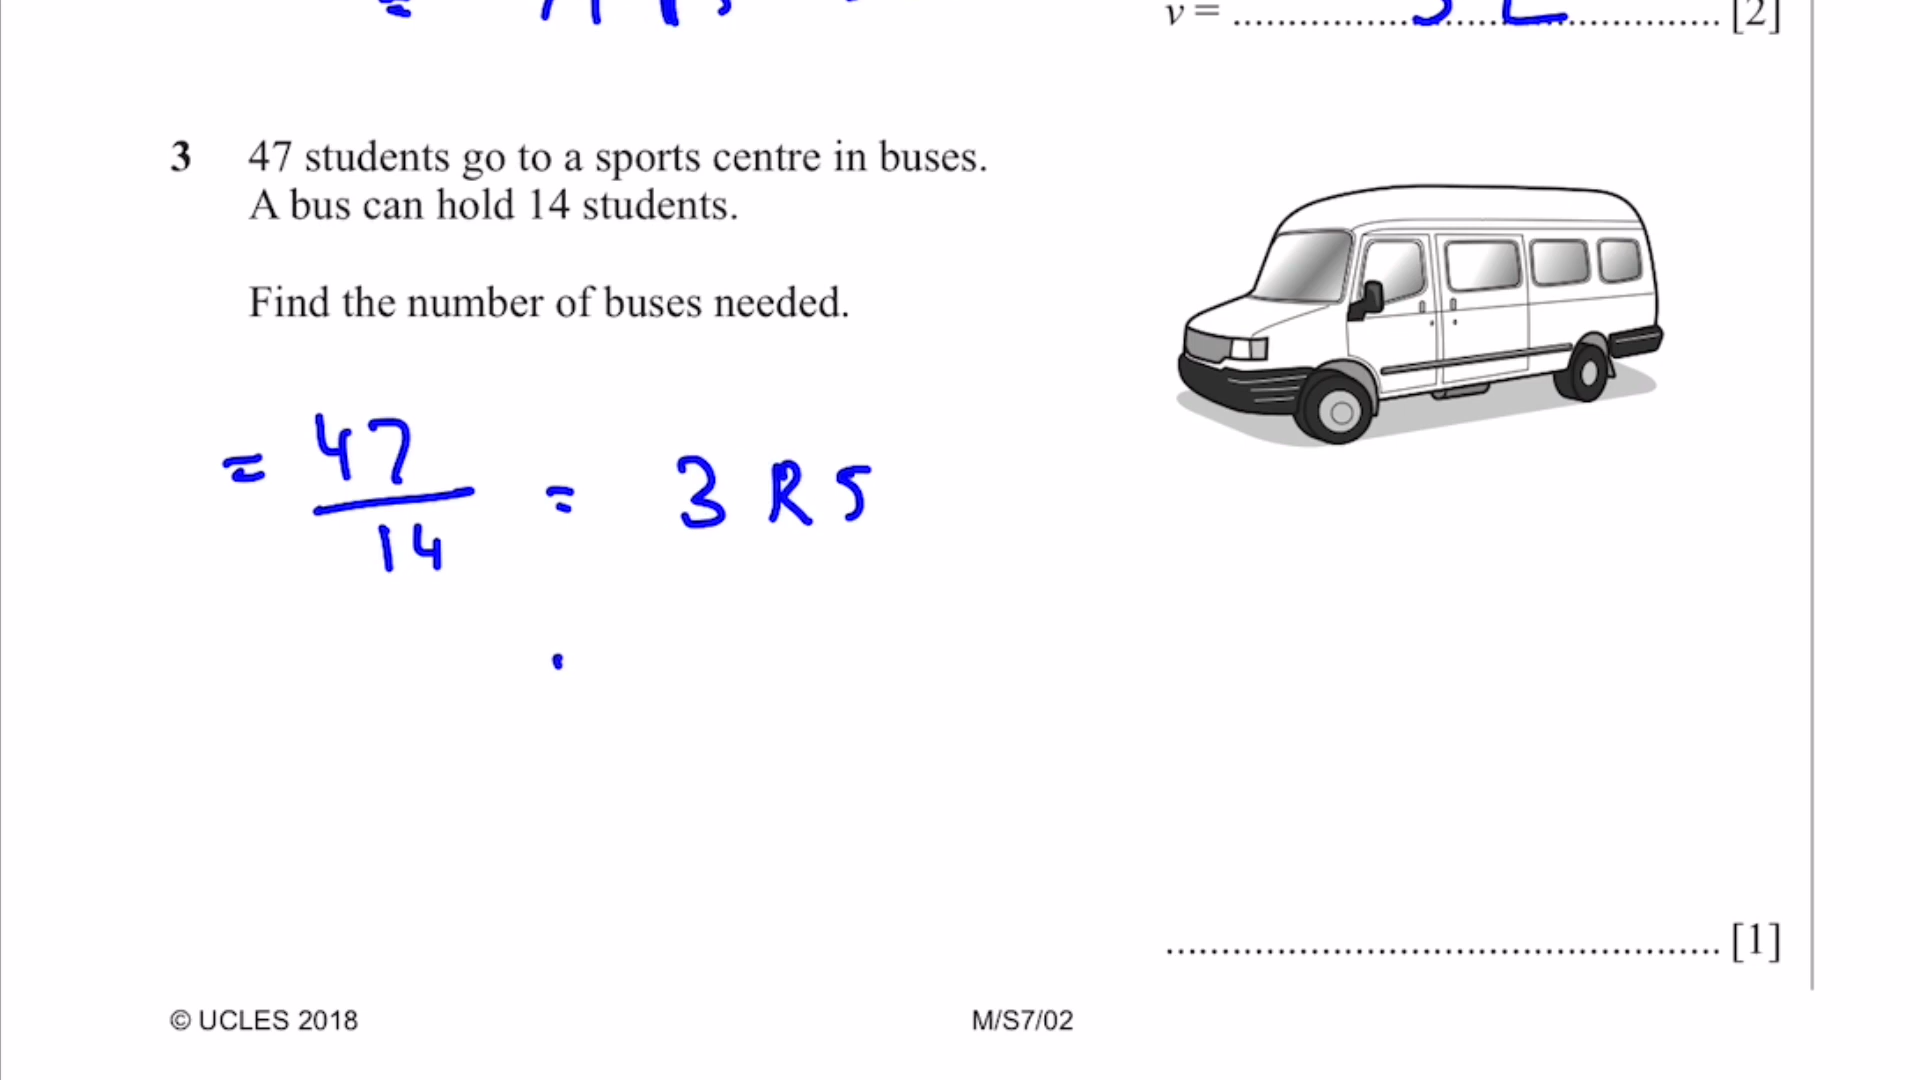 v = ........................ [2]
3 47 students go to a sports centre in buses.
A bus can hold 14 students.
Find the number of buses needed.
= 47
14
= 3 R 5
........................ [1]
© UCLES 2018
M/S7/02